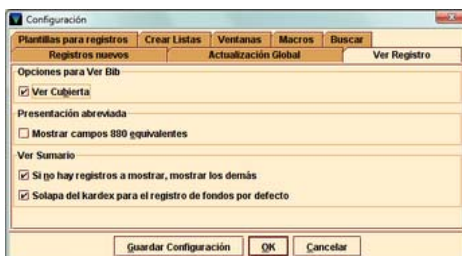 Configuración
Plantillas para registros Crear Listas Ventanas Macros Buscar
Registros nuevos Actualización Global Ver Registro
Opciones para Ver Bib
Ver Cubierta
Presentación abreviada
Mostrar campos 880 equivalentes
Ver Sumario
Si no hay registros a mostrar, mostrar los demás
Solapa del kardex para el registro de fondos por defecto
Guardar Configuración OK Cancelar